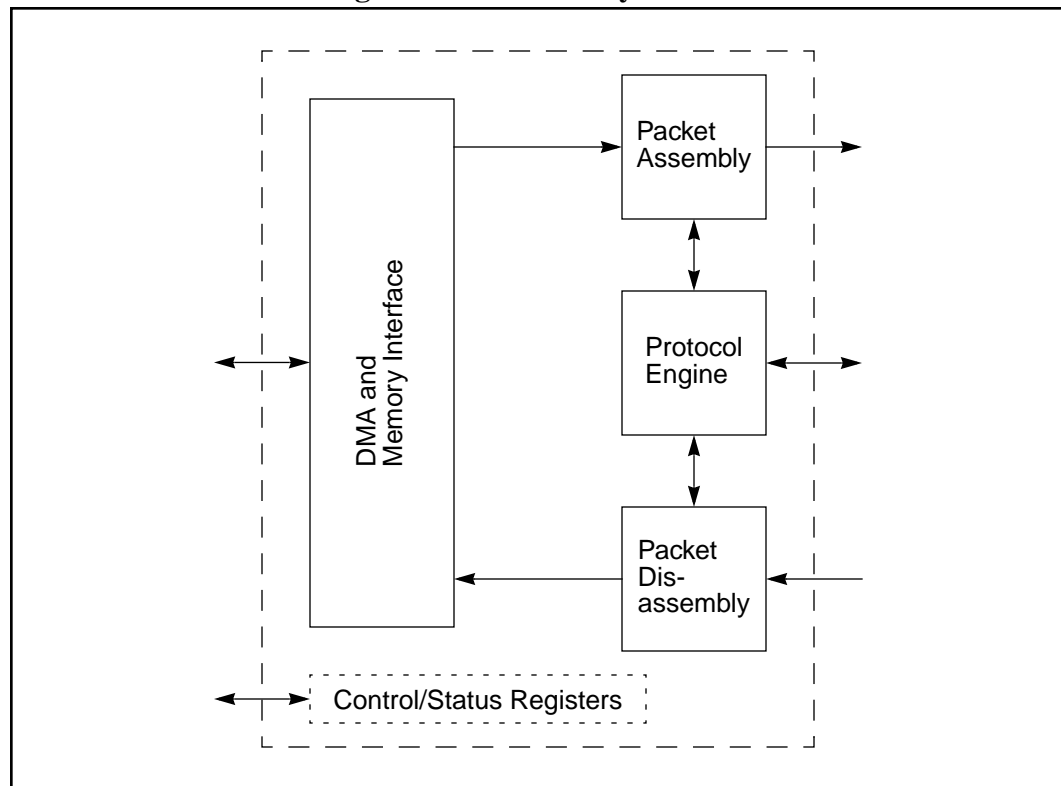 Packet
Assembly
DMA and
Memory Interface
Protocol
Engine
Packet
Dis-
assembly
Control/Status Registers